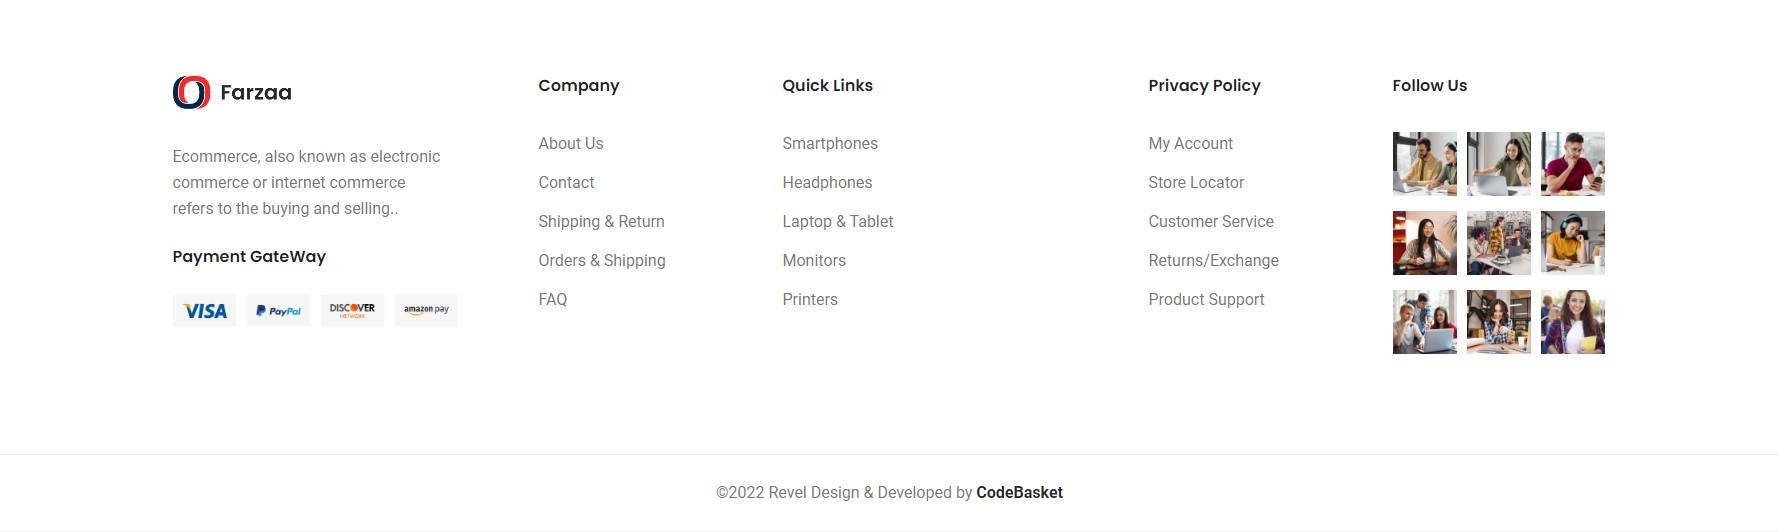 Farzaa
Ecommerce, also known as electronic
commerce or internet commerce
refers to the buying and selling..
Payment GateWay
VISA
PayPal
DISCOVER
NETWORK
amazon pay
Company
About Us
Contact
Shipping & Return
Orders & Shipping
FAQ
Quick Links
Smartphones
Headphones
Laptop & Tablet
Monitors
Printers
Privacy Policy
My Account
Store Locator
Customer Service
Returns/Exchange
Product Support
Follow Us
©2022 Revel Design & Developed by CodeBasket